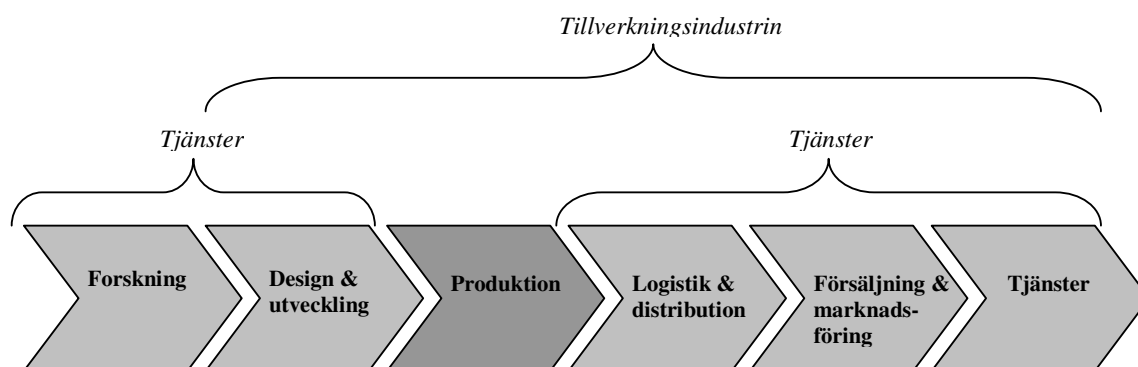 Tillverkningsindustrin
Tjänster
Tjänster
Forskning
Design &
utveckling
Produktion
Logistik &
distribution
Försäljning &
marknads-
föring
Tjänster